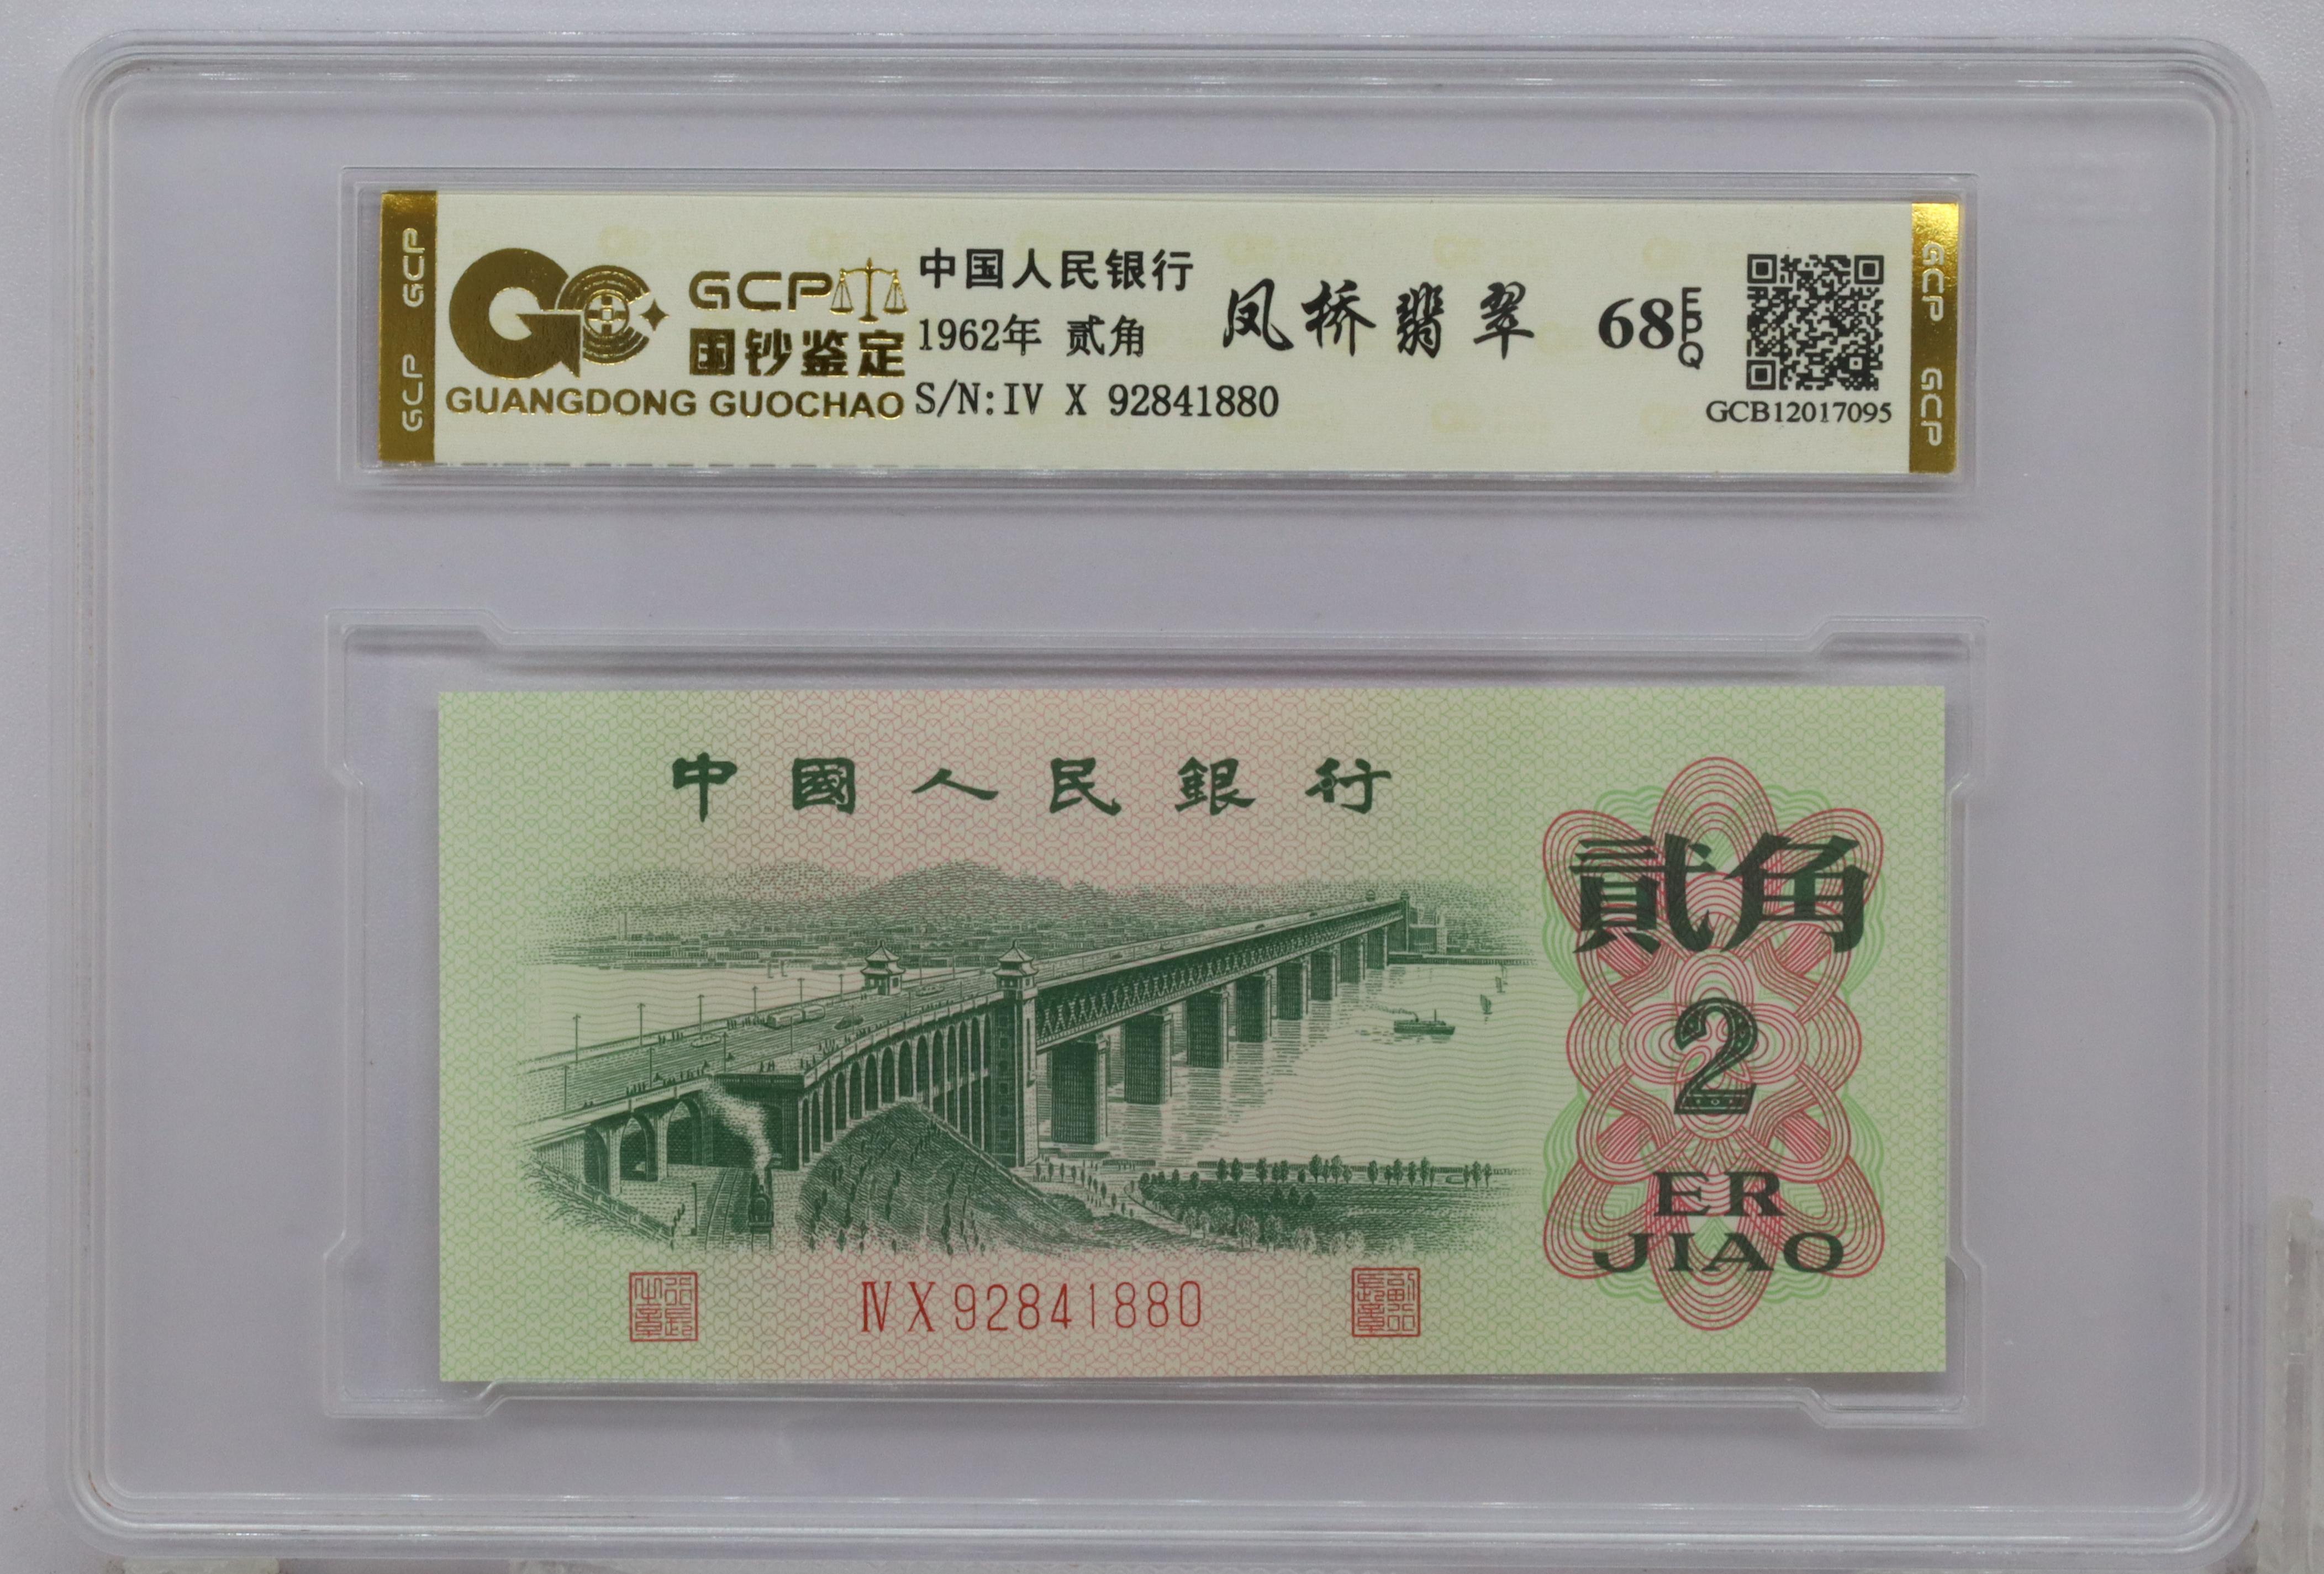 GCP GCP
GCP
国钞鉴定
GUANGDONG GUOCHAO
中国人民银行
1962年 贰角
S/N:IV X 92841880
凤桥翡翠
68 EPQ
GCB12017095
GCP GCP
中國人民銀行
貳角
2
ER
JIAO
Ⅳ X 92841880